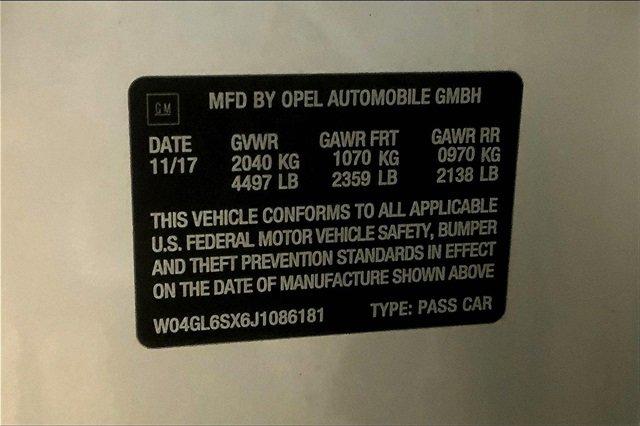 GM
MFD BY OPEL AUTOMOBILE GMBH
DATE GVWR GAWR FRT GAWR RR
11/17 2040 KG 1070 KG 0970 KG
4497 LB 2359 LB 2138 LB
THIS VEHICLE CONFORMS TO ALL APPLICABLE
U.S. FEDERAL MOTOR VEHICLE SAFETY, BUMPER
AND THEFT PREVENTION STANDARDS IN EFFECT
ON THE DATE OF MANUFACTURE SHOWN ABOVE
W04GL6SX6J1086181 TYPE: PASS CAR